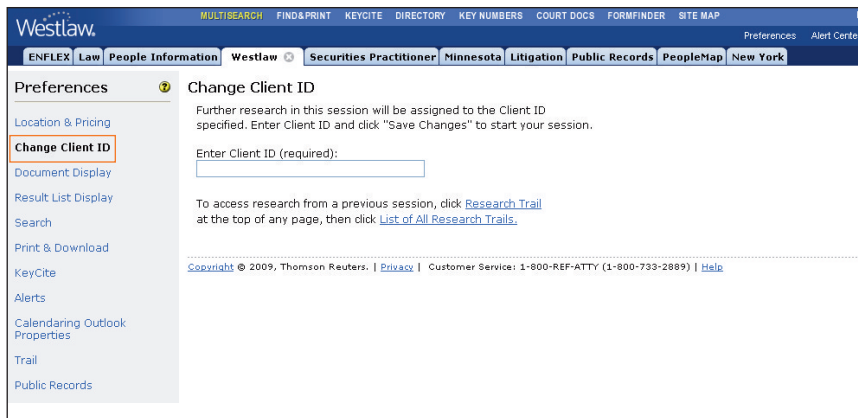 Westlaw.
MULTISEARCH FIND&PRINT KEYCITE DIRECTORY KEY NUMBERS COURT DOCS FORMFINDER SITE MAP
Preferences Alert Cente
ENFLEX Law People Information Westlaw Securities Practitioner Minnesota Litigation Public Records PeopleMap New York
Preferences ?
Location & Pricing
Change Client ID
Document Display
Result List Display
Search
Print & Download
KeyCite
Alerts
Calendaring Outlook
Properties
Trail
Public Records
Change Client ID
Further research in this session will be assigned to the Client ID
specified. Enter Client ID and click "Save Changes" to start your session.
Enter Client ID (required):
To access research from a previous session, click Research Trail
at the top of any page, then click List of All Research Trails.
Copyright © 2009, Thomson Reuters. | Privacy | Customer Service: 1-800-REF-ATTY (1-800-733-2889) | Help